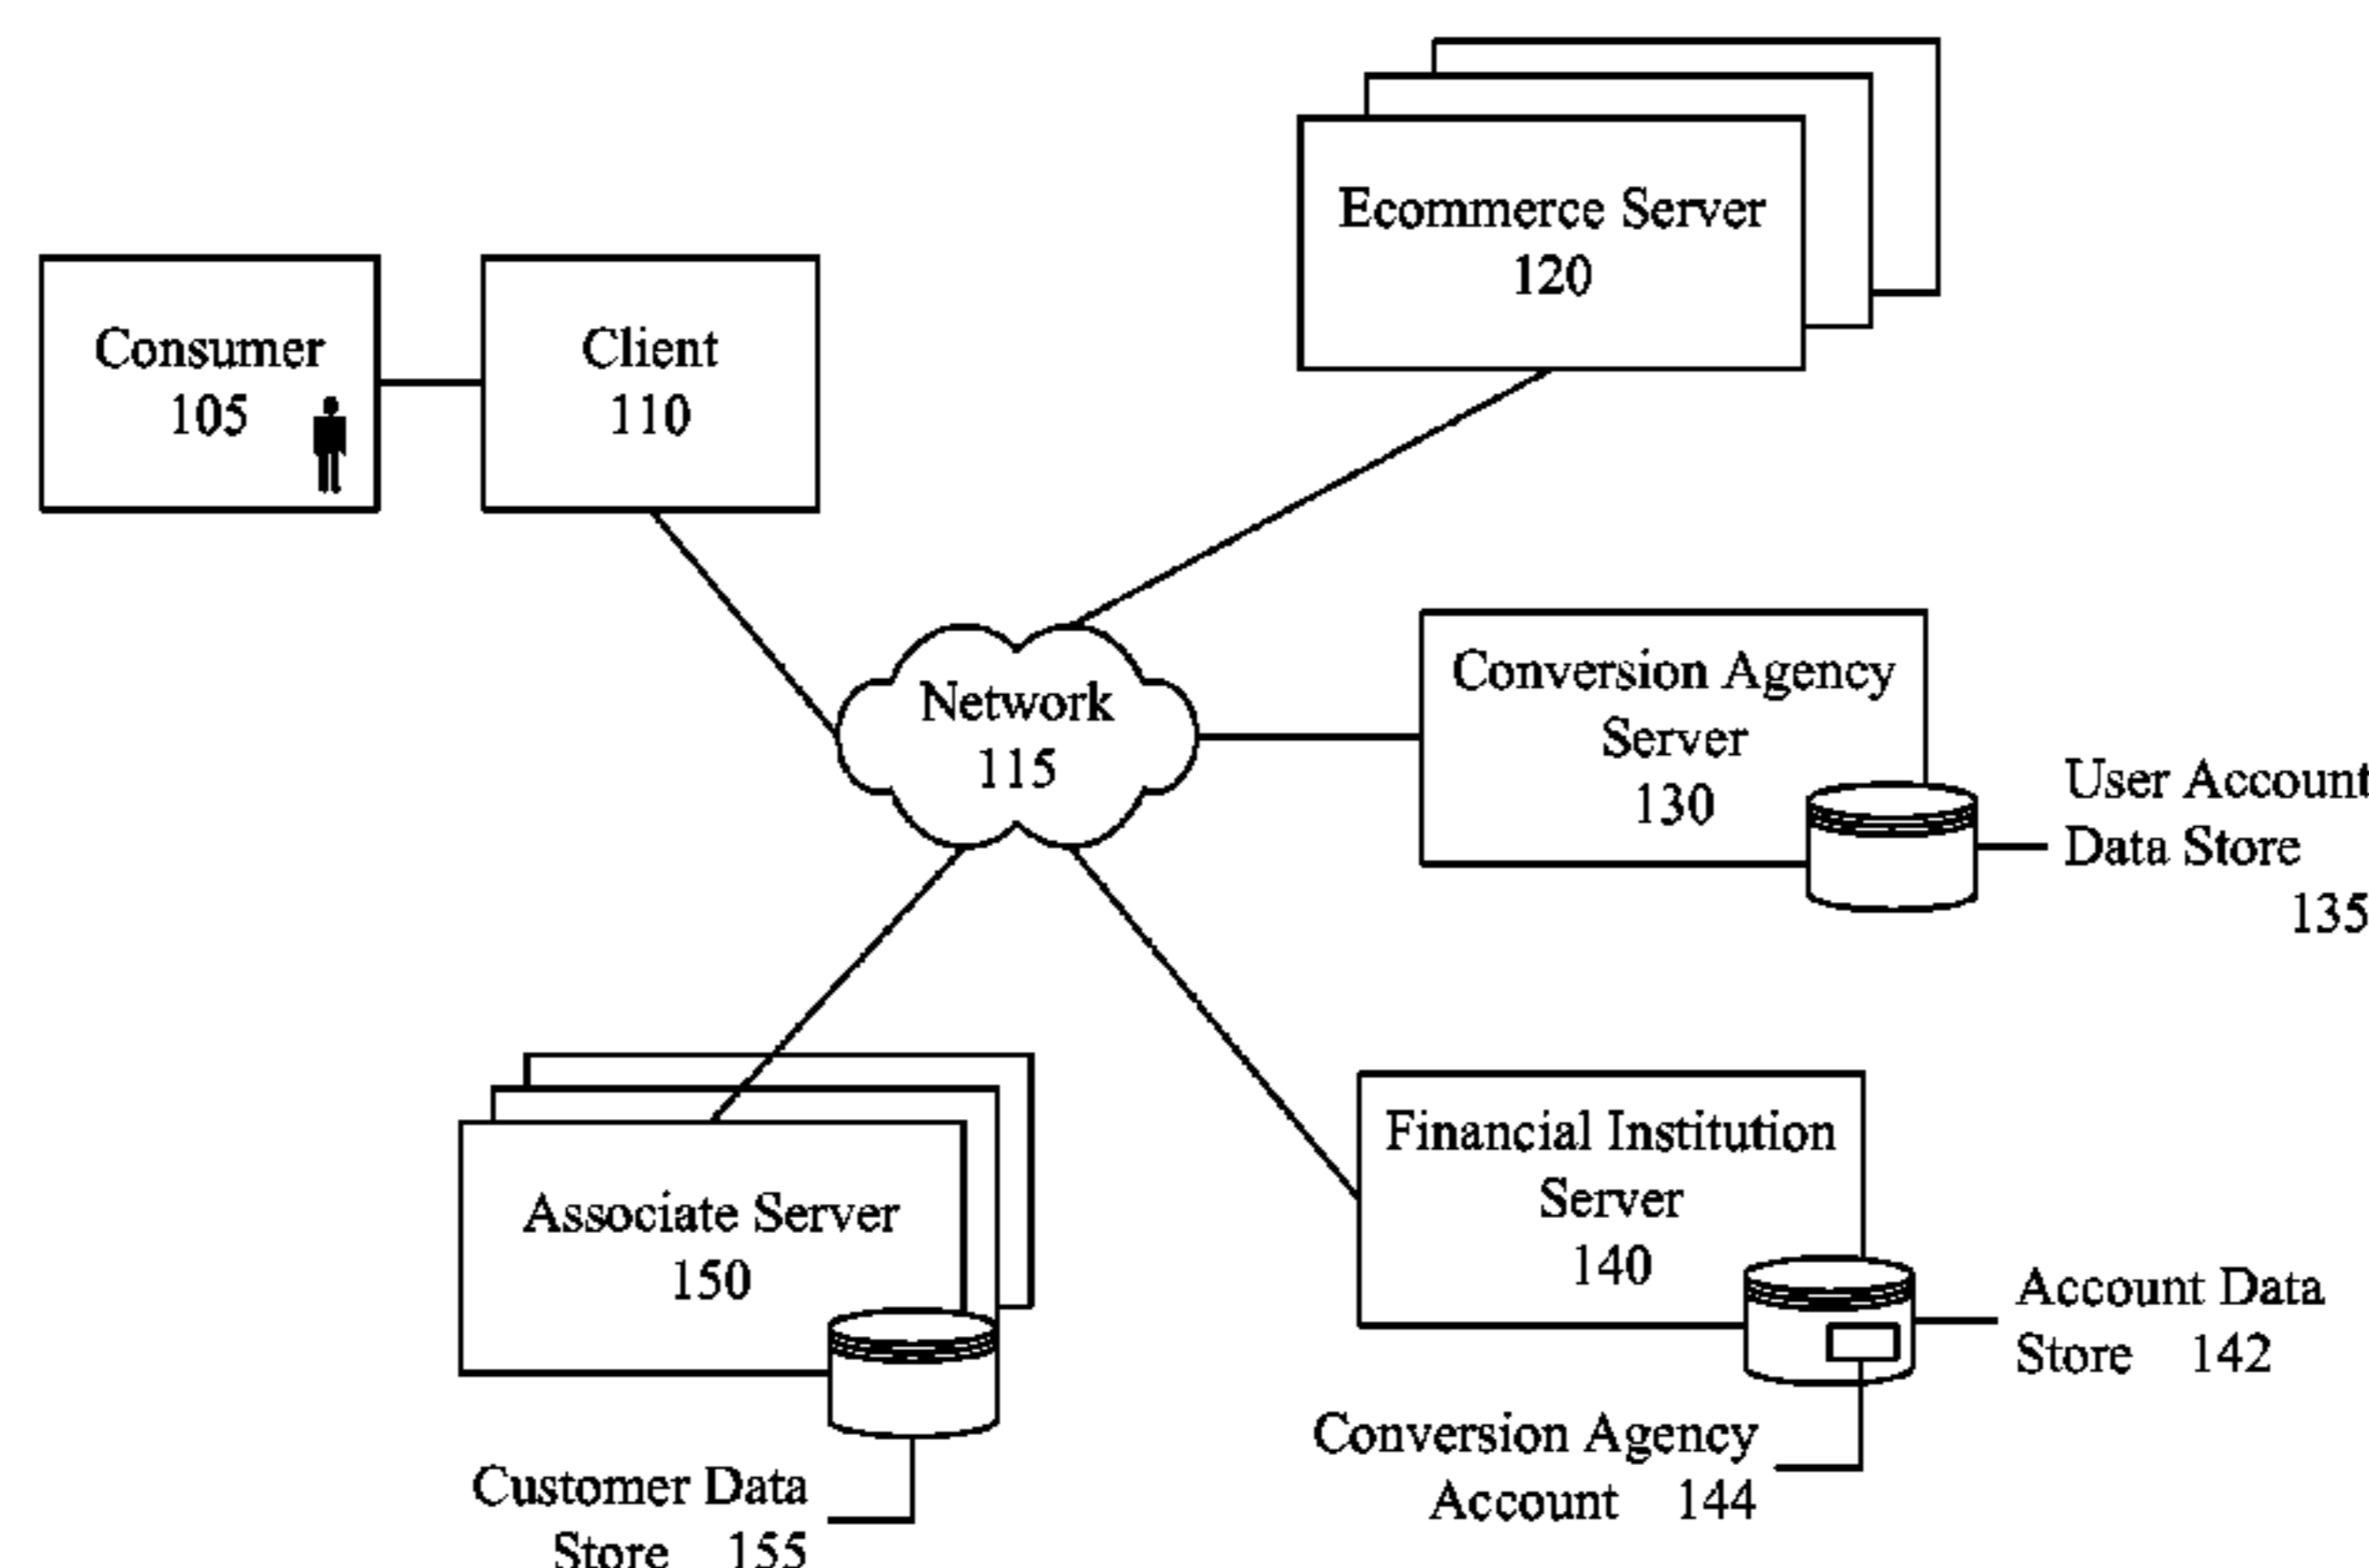 Ecommerce Server
120
Consumer
105
Client
110
Network
115
Conversion Agency
Server
130
User Account
Data Store
135
Associate Server
150
Customer Data
Store 155
Financial Institution
Server
140
Account Data
Store 142
Conversion Agency
Account 144